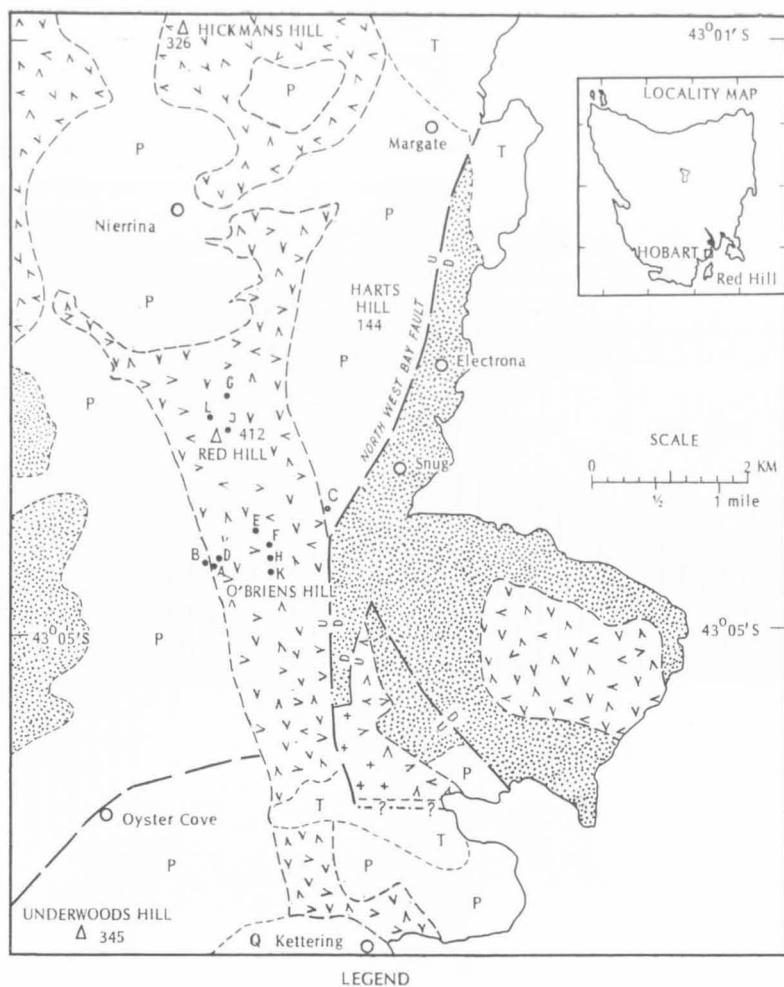 HICKMANS HILL
326
43°01'S
T
LOCALITY MAP
P
P
Margate
T
P
Nierrina
HOBART
Red Hill
U
D
HARTS
HILL
144
P
P
NORTH WEST BAY FAULT
Electrona
P
G
L
J
412
RED HILL
SCALE
0 2 KM
½ 1 mile
Snug
C
E
F
B
D
H
A
K
O'BRIENS HILL
43°05'S
43°05'S
P
U
D
D
U
D
U
P
T
? ?
Oyster Cove
T
P
P
P
UNDERWOODS HILL
345
Q
Kettering
LEGEND